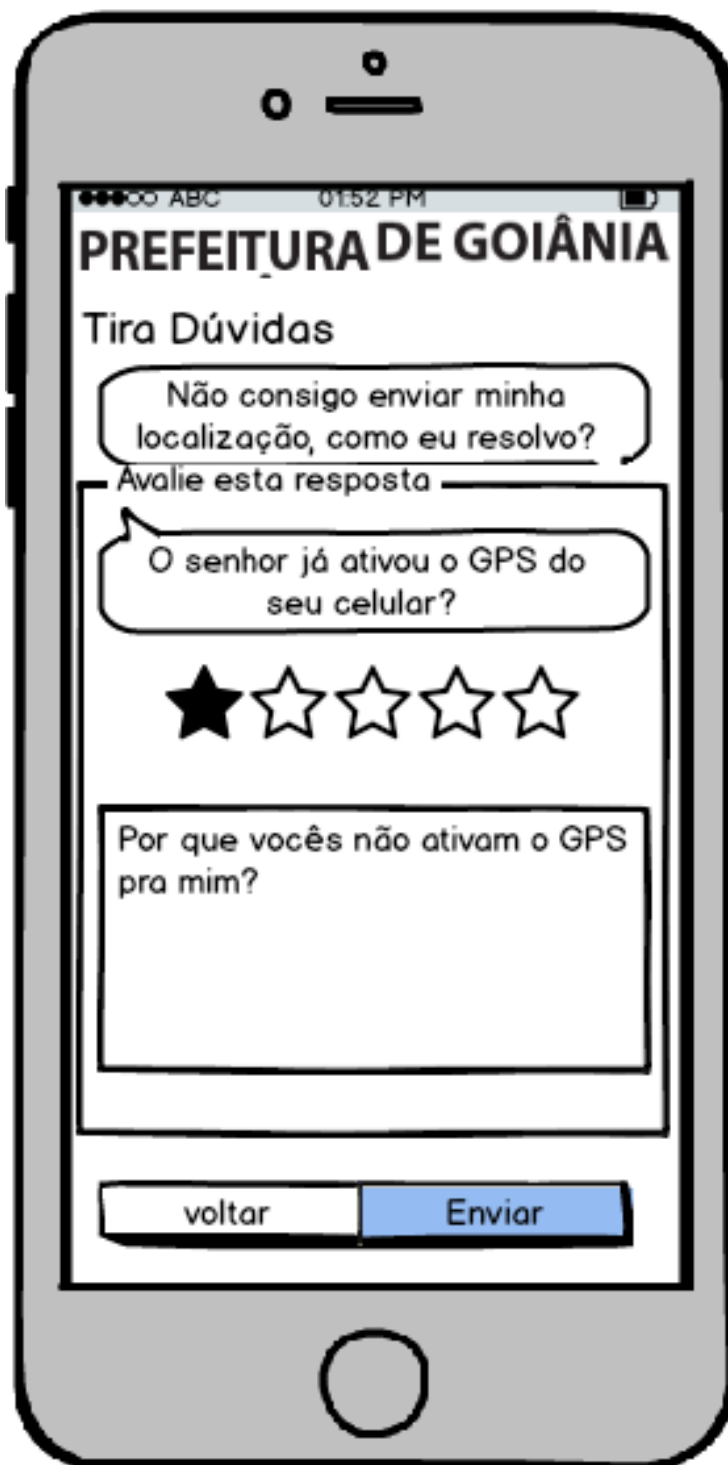 ABC 01:52 PM
PREFEITURA DE GOIÂNIA
Tira Dúvidas
Não consigo enviar minha
localização, como eu resolvo?
Avalie esta resposta
O senhor já ativou o GPS do
seu celular?
Por que vocês não ativam o GPS
pra mim?
voltar Enviar